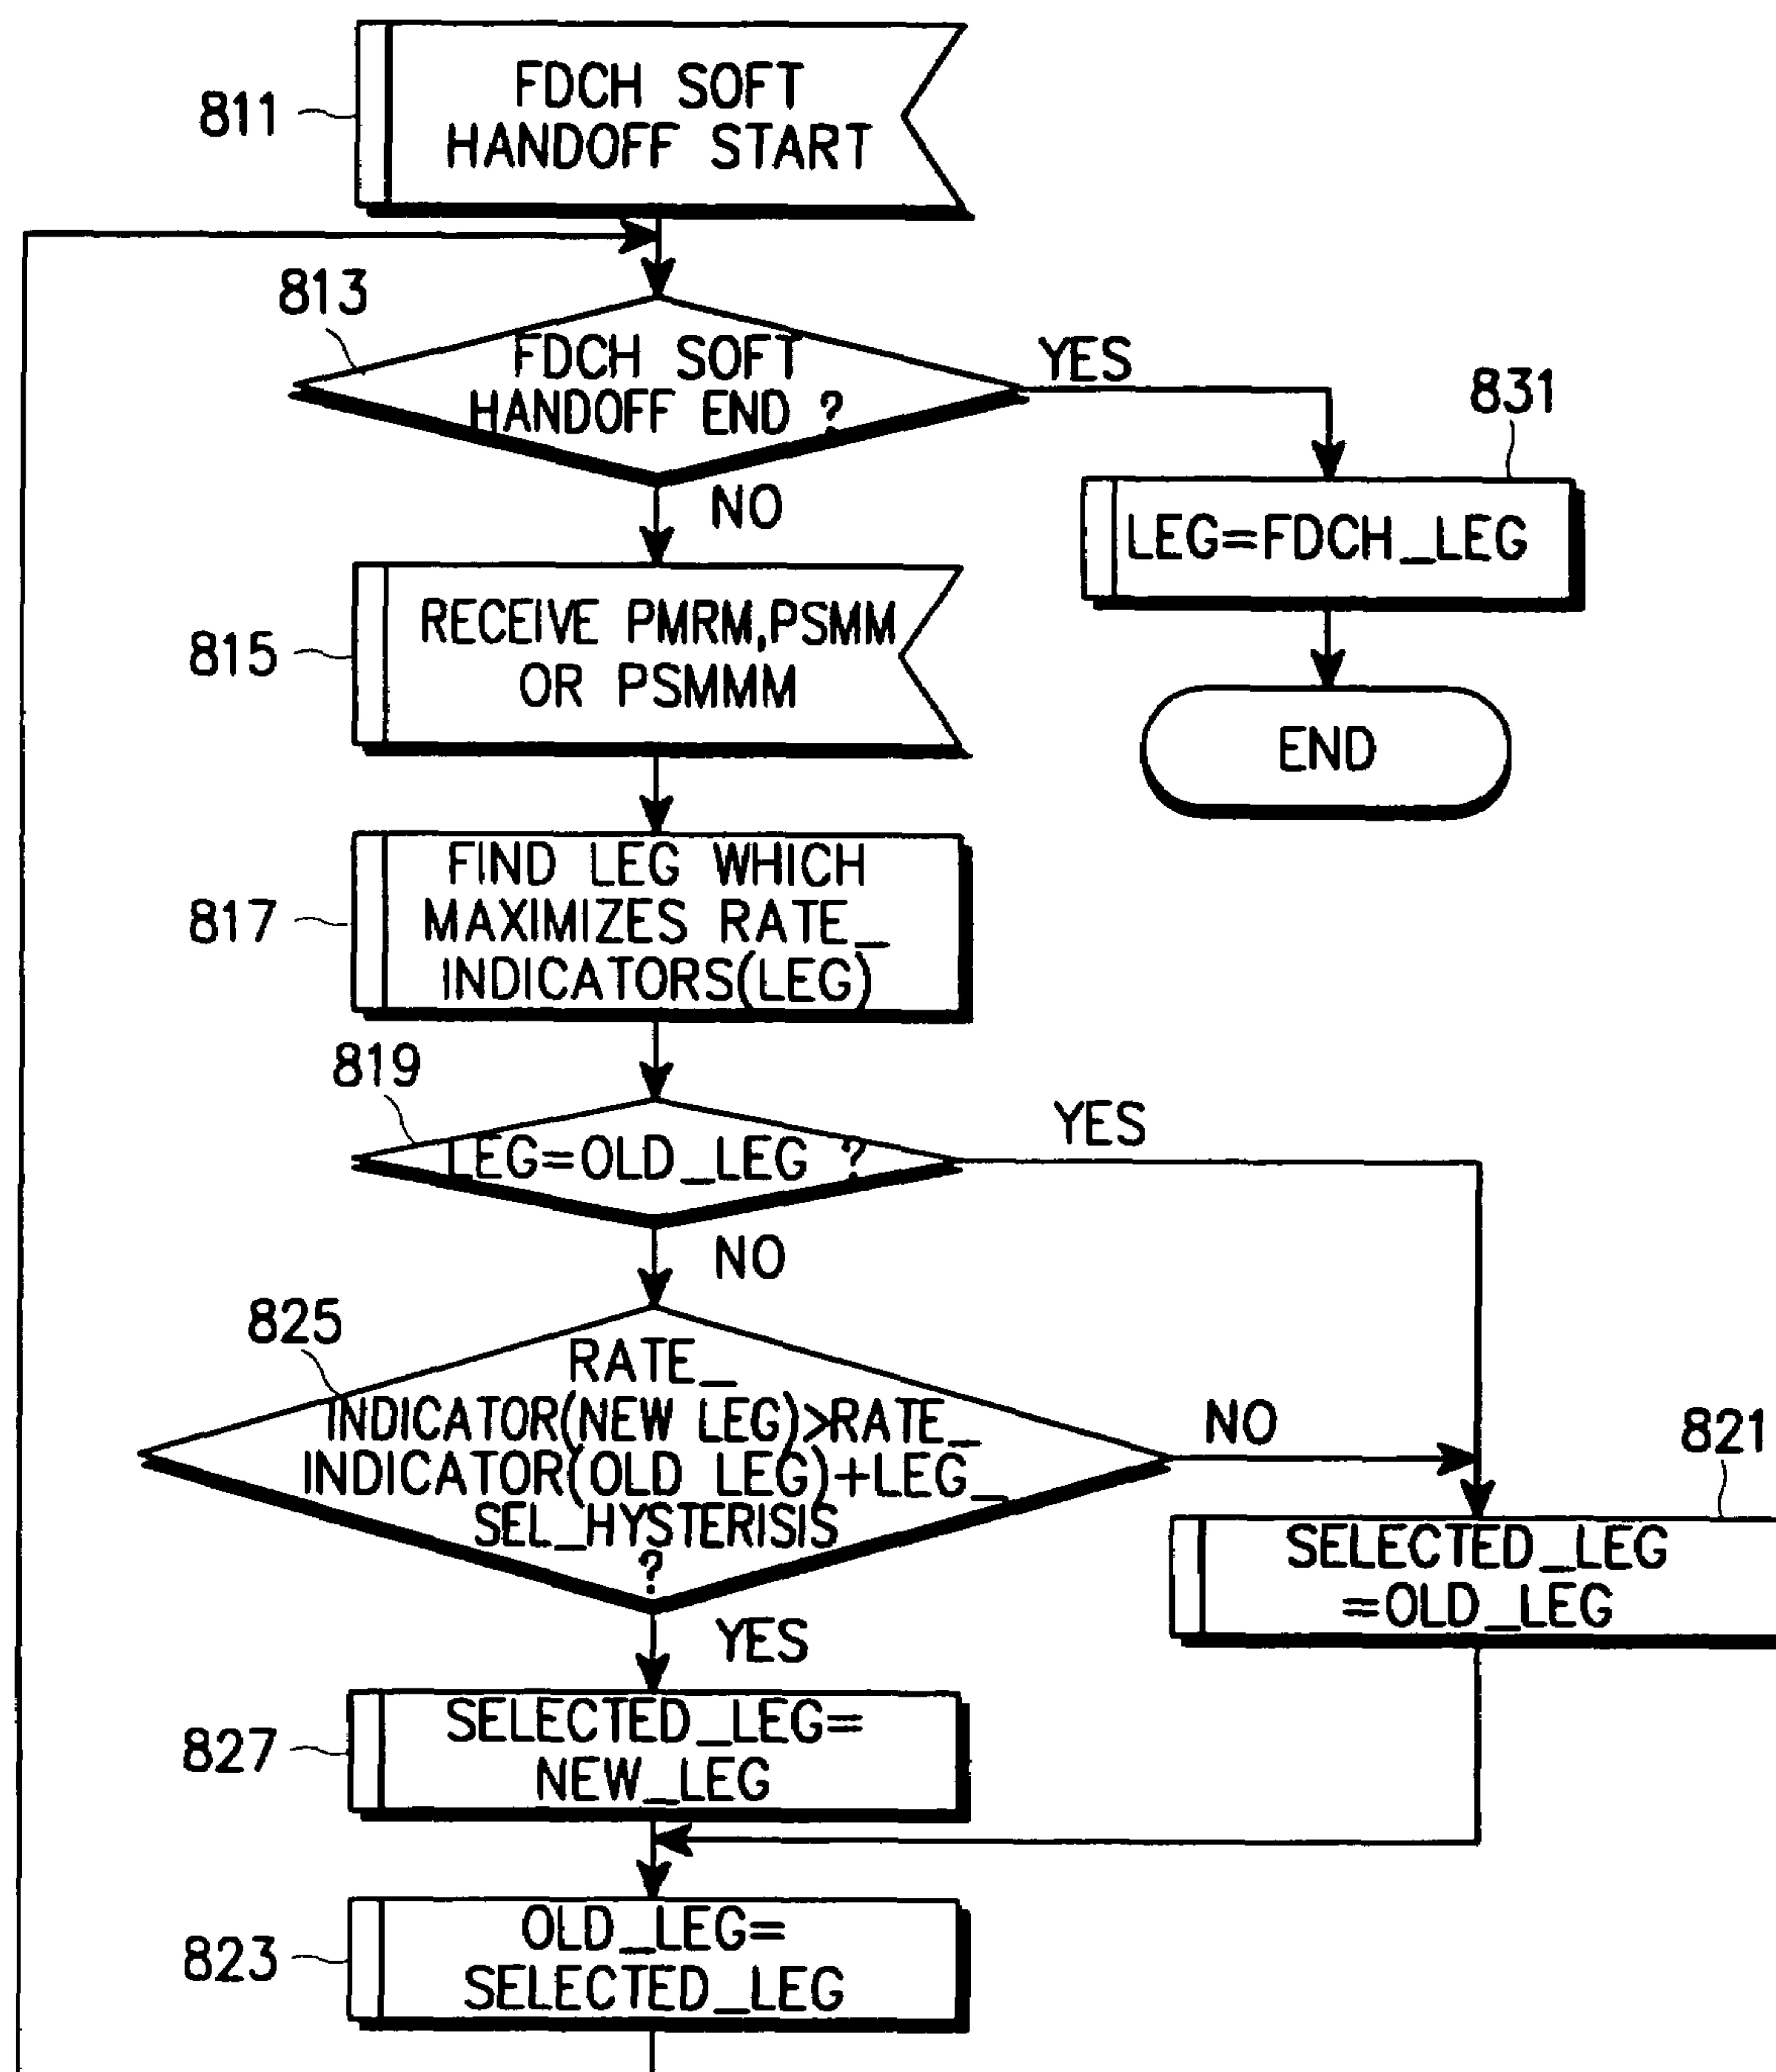 FDCH SOFT
HANDOFF START
811
813
FDCH SOFT
HANDOFF END ?
YES
831
NO
LEG=FDCH_LEG
RECEIVE PMRM,PSMM
OR PSMMM
815
END
FIND LEG WHICH
MAXIMIZES RATE_
INDICATORS(LEG)
817
819
LEG=OLD_LEG ?
YES
NO
825
RATE_
INDICATOR(NEW LEG)>RATE_
INDICATOR(OLD LEG)+LEG_
SEL_HYSTERISIS
?
NO
821
SELECTED_LEG
=OLD_LEG
YES
SELECTED_LEG=
NEW_LEG
827
OLD_LEG=
SELECTED_LEG
823